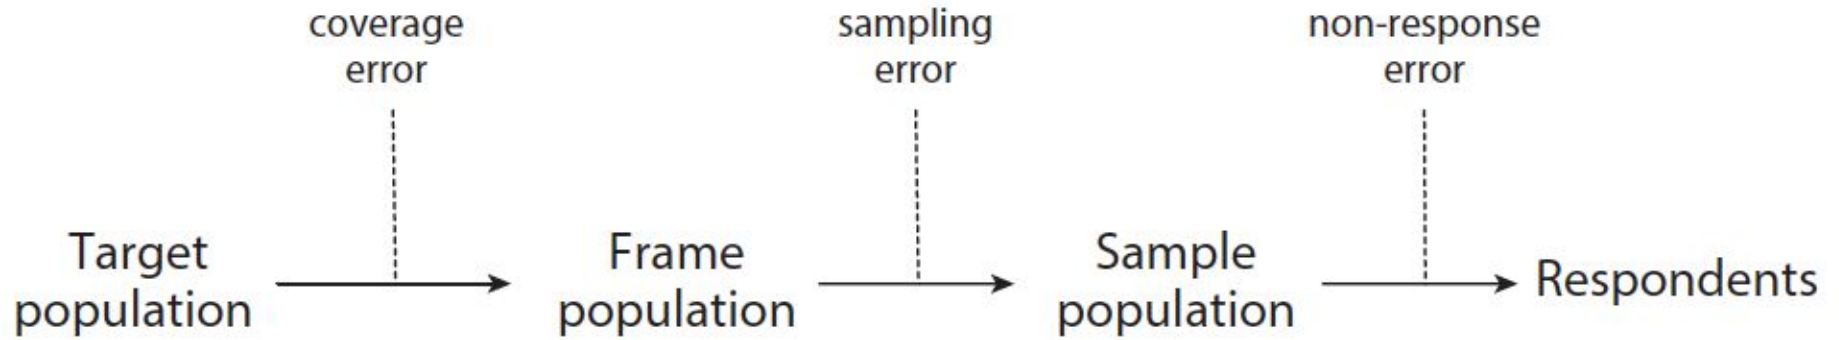 coverage
error
sampling
error
non-response
error
Target
population
Frame
population
Sample
population
Respondents